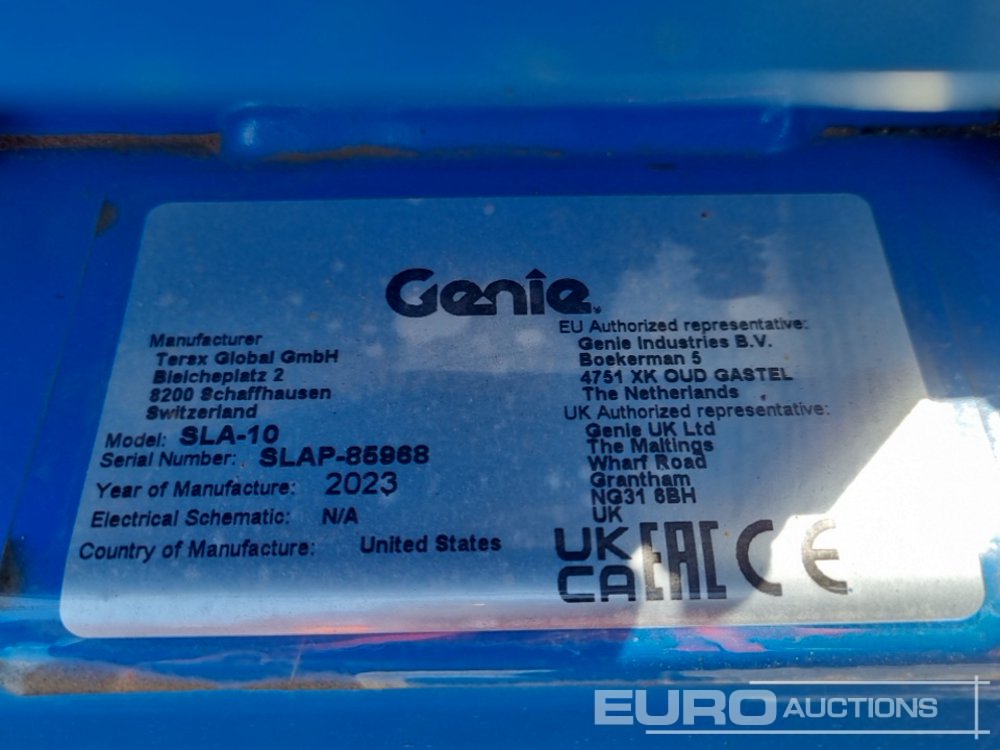 Genie
Manufacturer
Terex Global GmbH
Bleicheplatz 2
8200 Schaffhausen
Switzerland
Model: SLA-10
Serial Number: SLAP-85968
Year of Manufacture: 2023
Electrical Schematic: N/A
Country of Manufacture: United States
EU Authorized representative:
Genie Industries B.V.
Boekerman 5
4751 XK OUD GASTEL
The Netherlands
UK Authorized representative:
Genie UK Ltd
The Maltings
Wharf Road
Grantham
NG31 6BH
UK
UK
CA EAC CE
EURO AUCTIONS